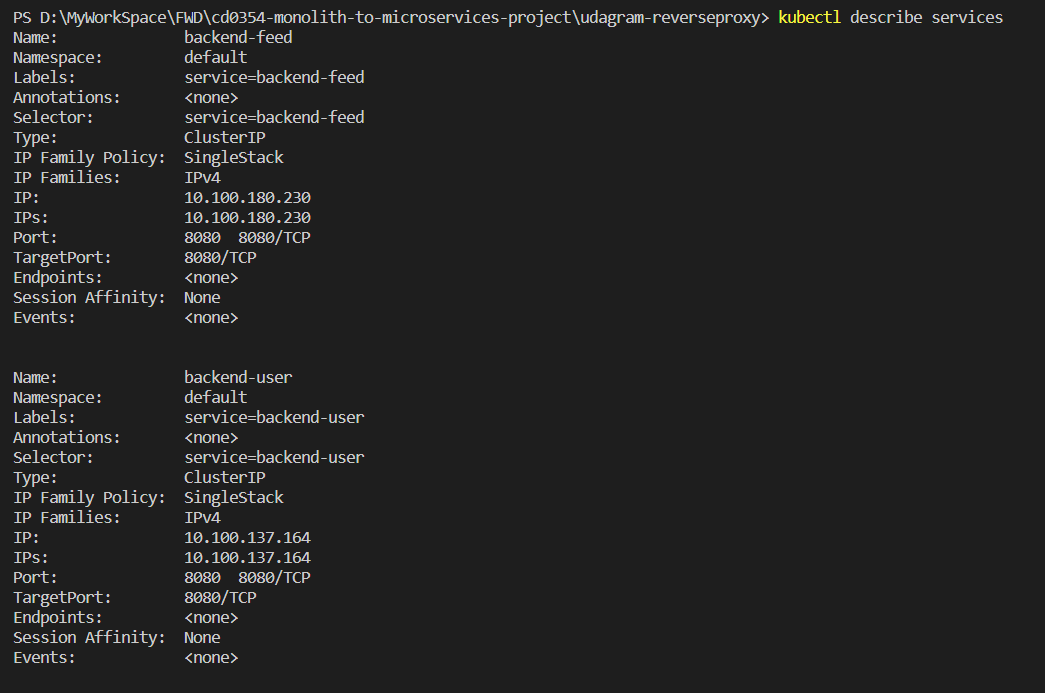 PS D:\MyWorkSpace\FWD\cd0354-monolith-to-microservices-project\udagram-reverseproxy> kubectl describe services
Name:              backend-feed
Namespace:         default
Labels:            service=backend-feed
Annotations:       <none>
Selector:          service=backend-feed
Type:              ClusterIP
IP Family Policy:  SingleStack
IP Families:       IPv4
IP:                10.100.180.230
IPs:               10.100.180.230
Port:              8080  8080/TCP
TargetPort:        8080/TCP
Endpoints:         <none>
Session Affinity:  None
Events:            <none>
Name:              backend-user
Namespace:         default
Labels:            service=backend-user
Annotations:       <none>
Selector:          service=backend-user
Type:              ClusterIP
IP Family Policy:  SingleStack
IP Families:       IPv4
IP:                10.100.137.164
IPs:               10.100.137.164
Port:              8080  8080/TCP
TargetPort:        8080/TCP
Endpoints:         <none>
Session Affinity:  None
Events:            <none>